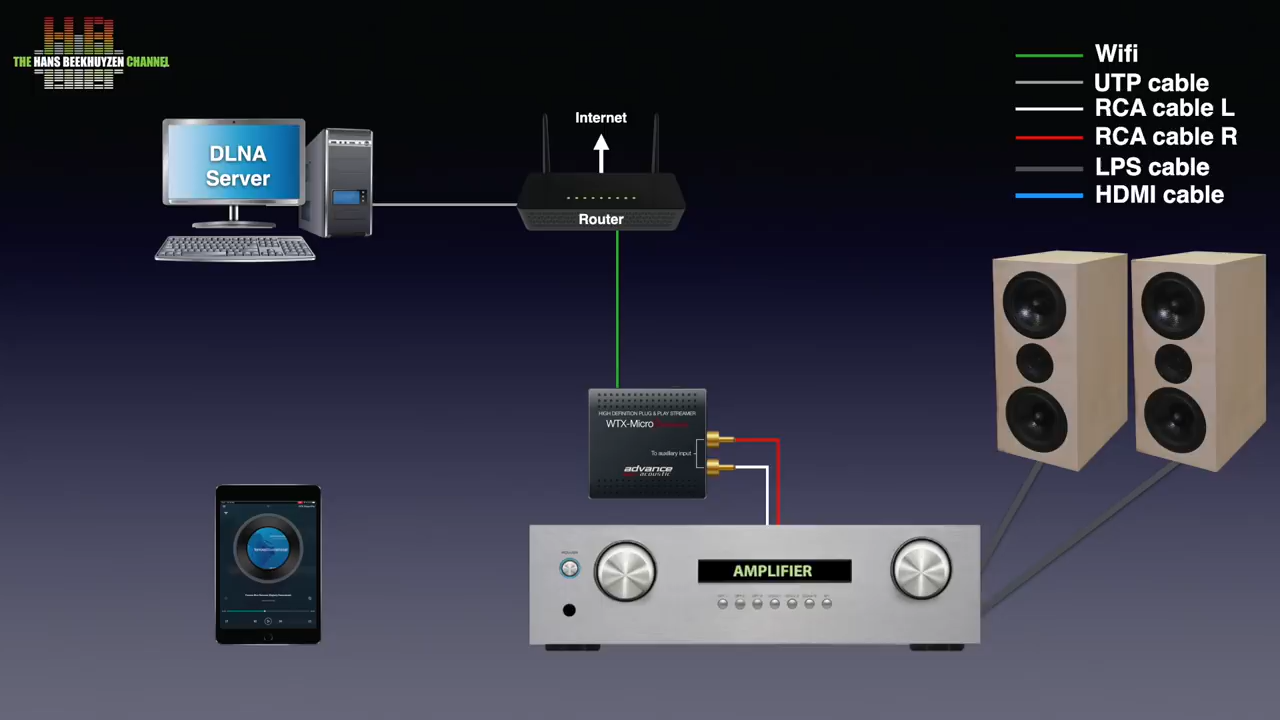 THE HANS BEEKHUYZEN CHANNEL
Wifi
UTP cable
RCA cable L
RCA cable R
LPS cable
HDMI cable
Internet
DLNA
Server
Router
HIGH DEFINITION PLUG & PLAY STREAMER
WTX-Micro
To auxiliary input
advance
acoustic
AMPLIFIER